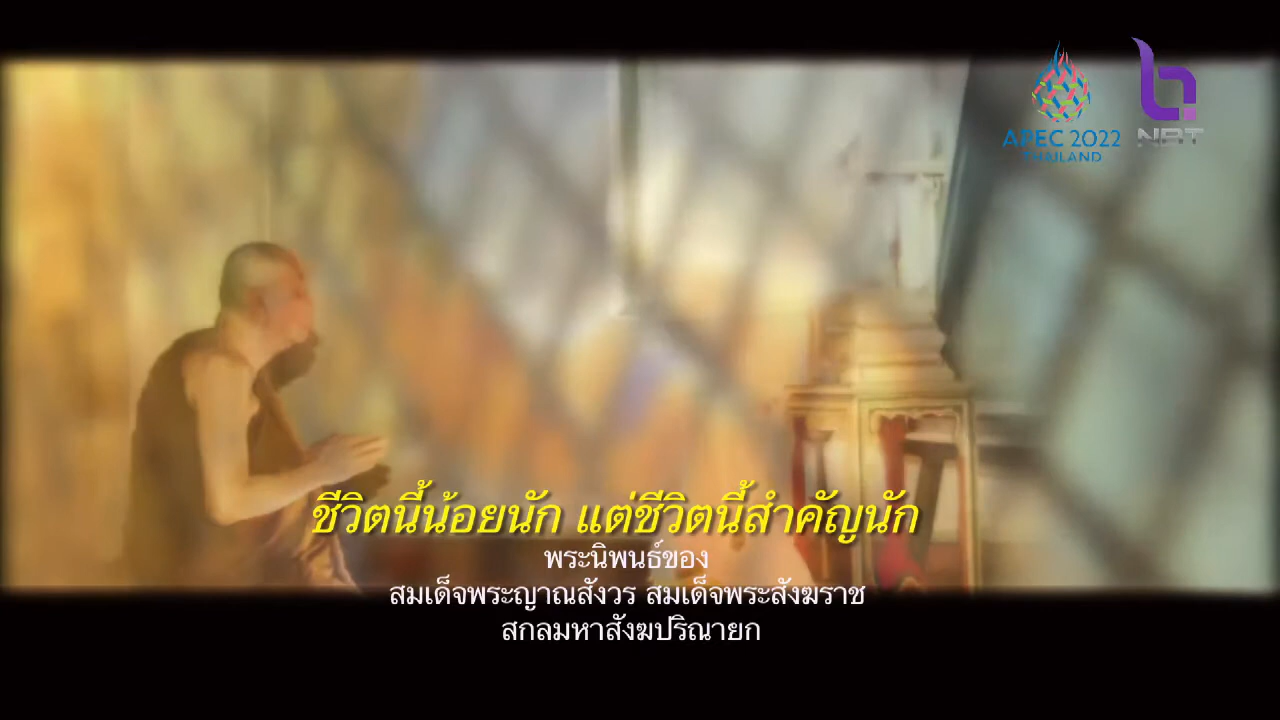 APEC 2022
THAILAND
NBT
ชีวิตนี้น้อยนัก แต่ชีวิตนี้สำคัญนัก
พระนิพนธ์ของ
สมเด็จพระญาณสังวร สมเด็จพระสังฆราช
สกลมหาสังฆปริณายก